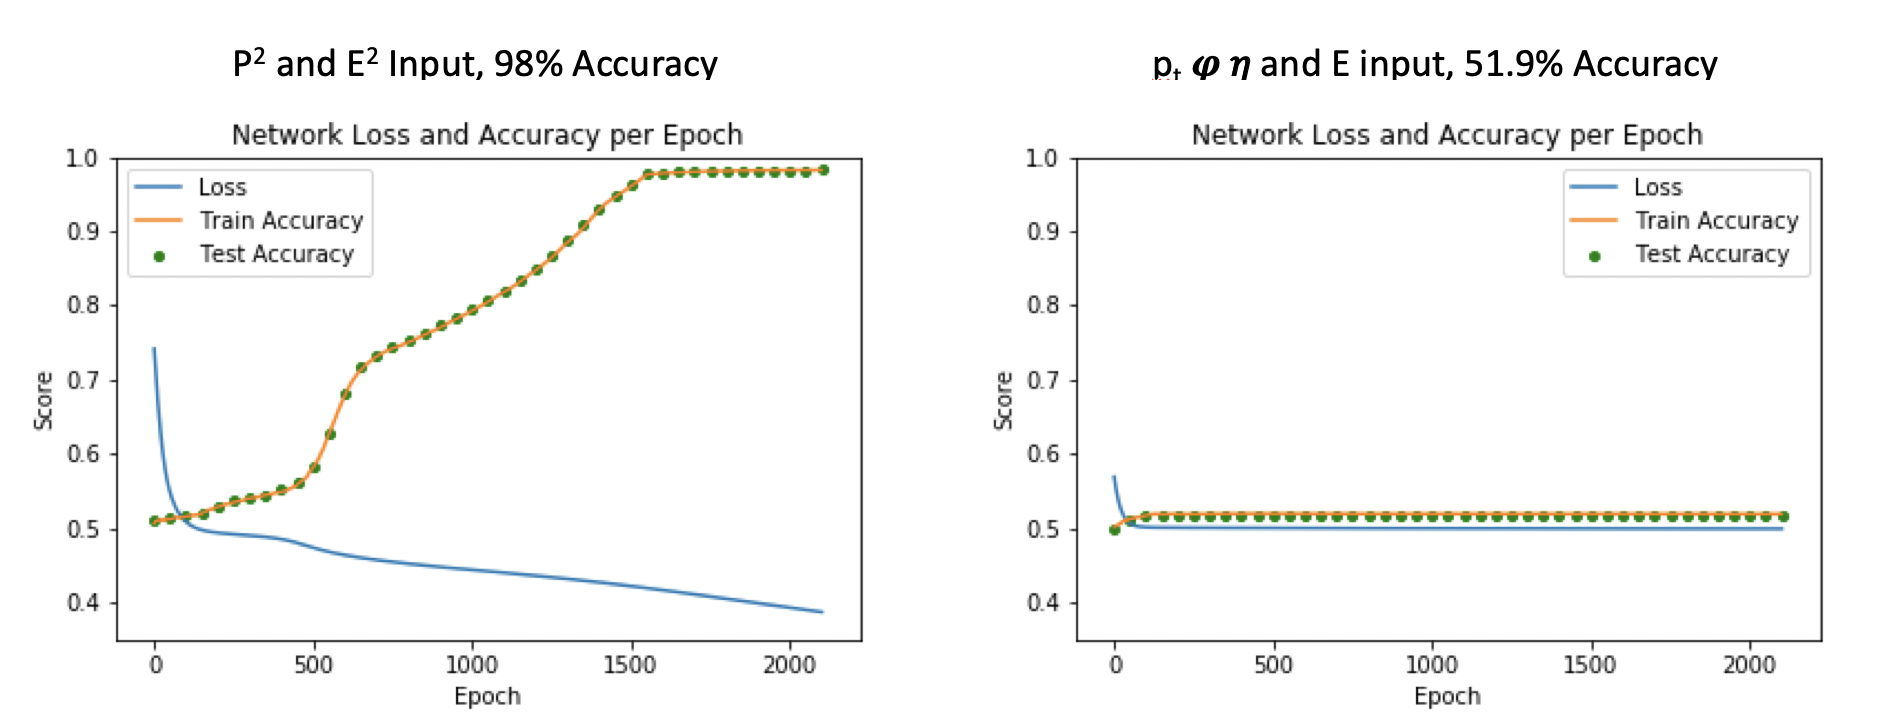 P² and E² Input, 98% Accuracy
Network Loss and Accuracy per Epoch
1.0
0.9
0.8
0.7
0.6
0.5
0.4
Score
Loss
Train Accuracy
Test Accuracy
0 500 1000 1500 2000
Epoch
pₜ φ η and E input, 51.9% Accuracy
Network Loss and Accuracy per Epoch
1.0
0.9
0.8
0.7
0.6
0.5
0.4
Score
Loss
Train Accuracy
Test Accuracy
0 500 1000 1500 2000
Epoch